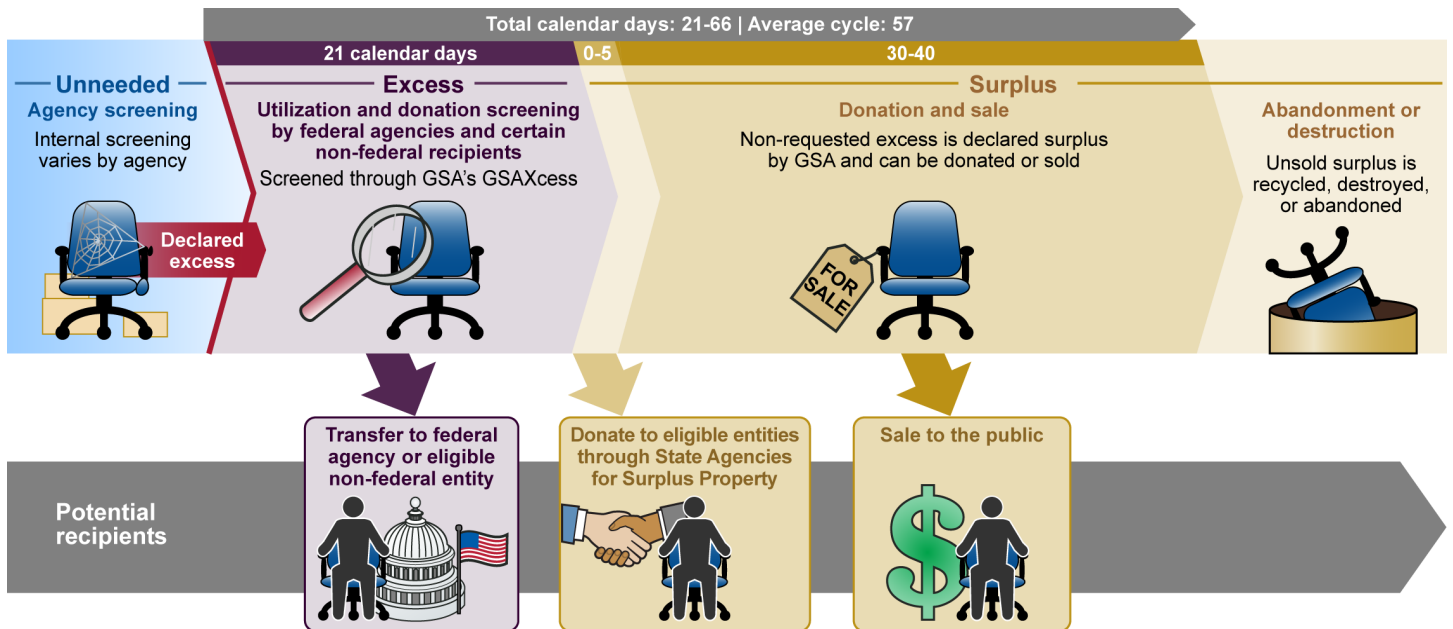 Total calendar days: 21-66 | Average cycle: 57
21 calendar days
0-5
30-40
Unneeded
Agency screening
Internal screening
varies by agency
Declared
excess
Excess
Utilization and donation screening
by federal agencies and certain
non-federal recipients
Screened through GSA's GSAXcess
Surplus
Donation and sale
Non-requested excess is declared surplus
by GSA and can be donated or sold
FOR
SALE
Abandonment or
destruction
Unsold surplus is
recycled, destroyed,
or abandoned
Potential
recipients
Transfer to federal
agency or eligible
non-federal entity
Donate to eligible entities
through State Agencies
for Surplus Property
Sale to the public
$